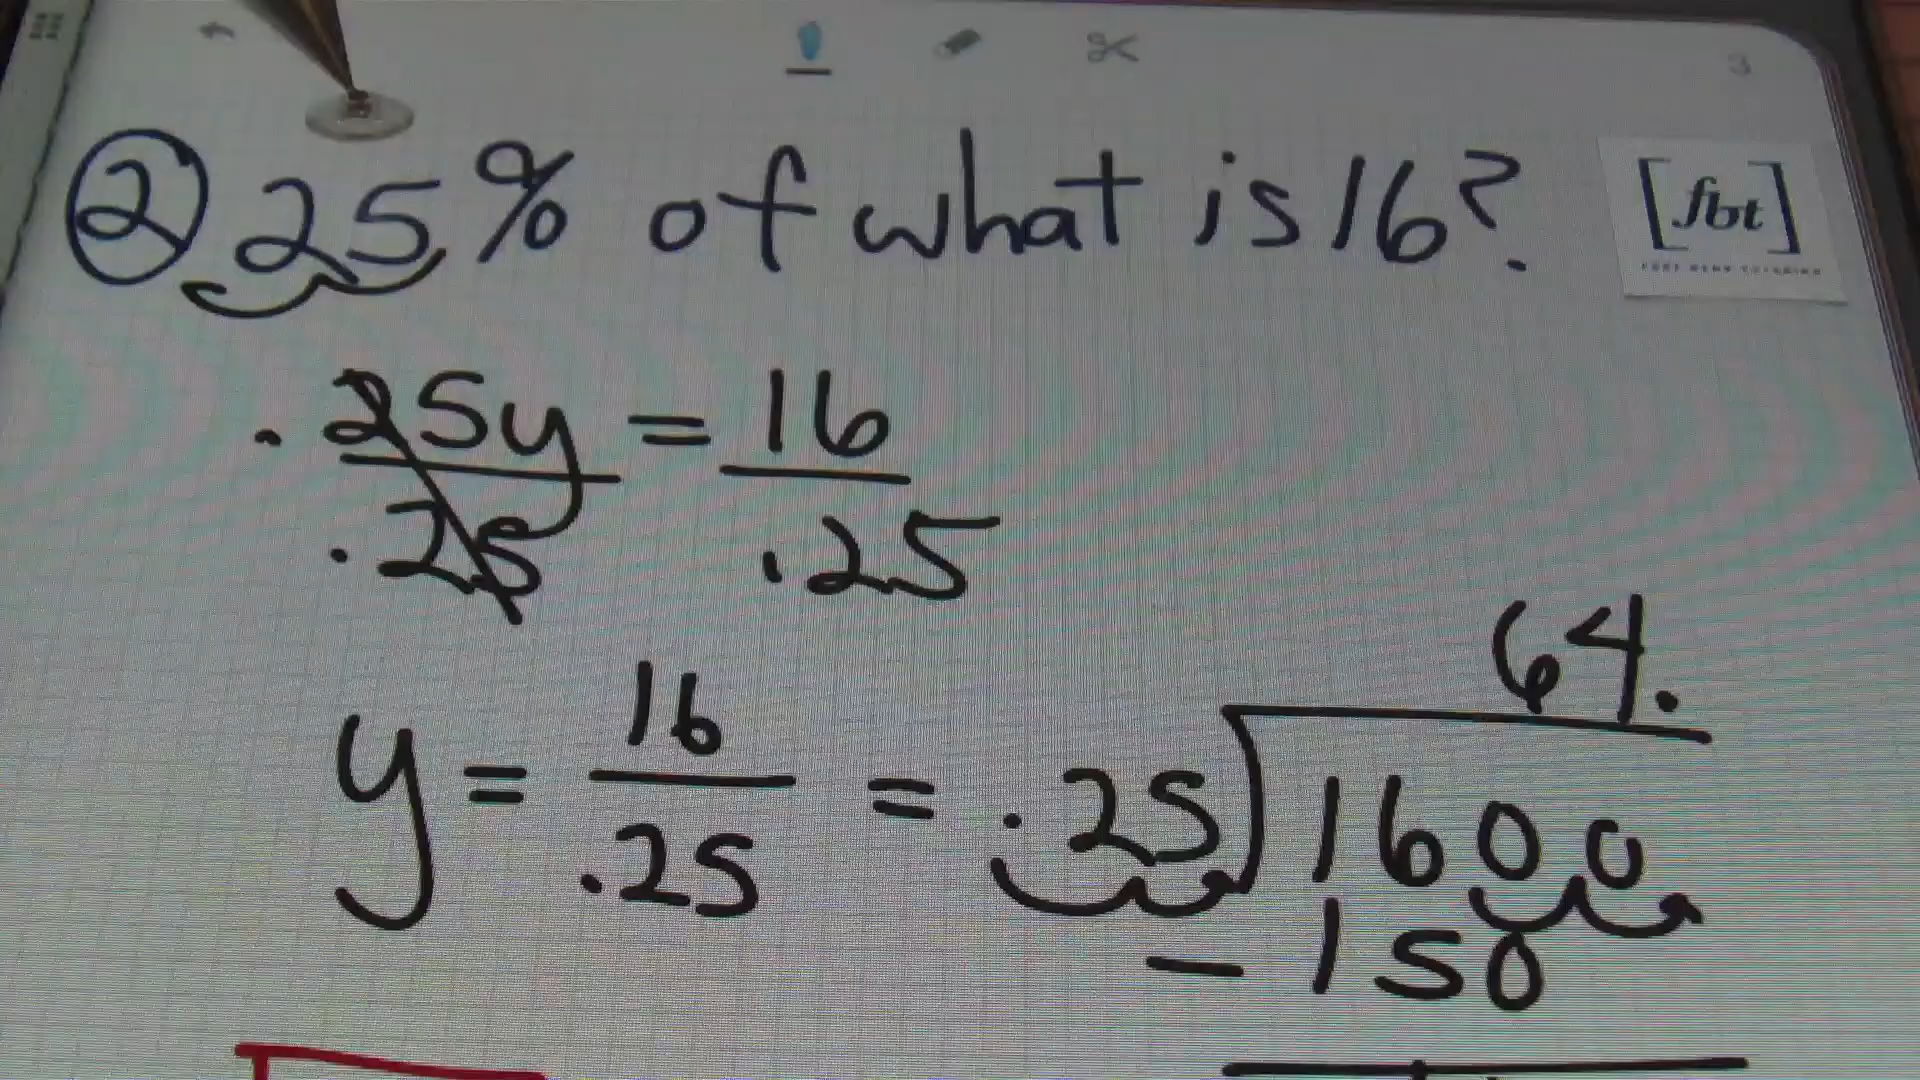 ② 25% of what is 16?
[fbt]
.25y = 16
.25 .25
64.
y = 16/.25 = .25)1600
- 150